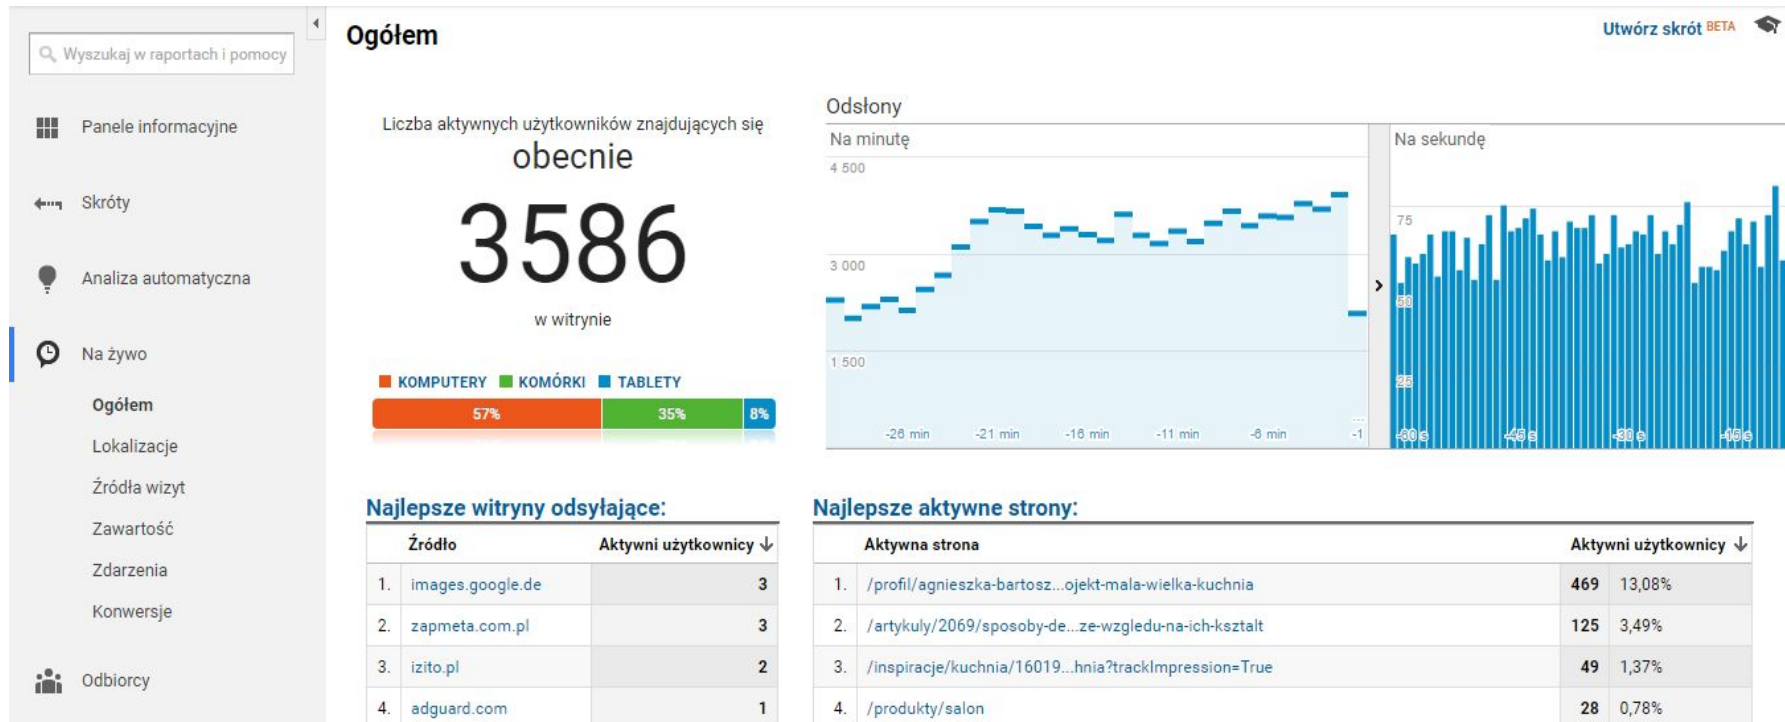 Wyszukaj w raportach i pomocy
Panele informacyjne
Skróty
Analiza automatyczna
Na żywo
Ogółem
Lokalizacje
Źródła wizyt
Zawartość
Zdarzenia
Konwersje
Odbiorcy
Ogółem
Utwórz skrót BETA
Liczba aktywnych użytkowników znajdujących się
obecnie
3586
w witrynie
KOMPUTERY KOMÓRKI TABLETY
57% 35% 8%
Odsłony
Na minutę
4 500
3 000
1 500
-26 min -21 min -16 min -11 min -6 min -1
Na sekundę
75
50
25
-60 s -45 s -30 s -15 s
Najlepsze witryny odsyłające:
Źródło Aktywni użytkownicy
1. images.google.de 3
2. zapmeta.com.pl 3
3. izito.pl 2
4. adguard.com 1
Najlepsze aktywne strony:
Aktywna strona Aktywni użytkownicy
1. /profil/agnieszka-bartosz...ojekt-mala-wielka-kuchnia 469 13,08%
2. /artykuly/2069/sposoby-de...ze-wzgledu-na-ich-ksztalt 125 3,49%
3. /inspiracje/kuchnia/16019...hnia?trackImpression=True 49 1,37%
4. /produkty/salon 28 0,78%